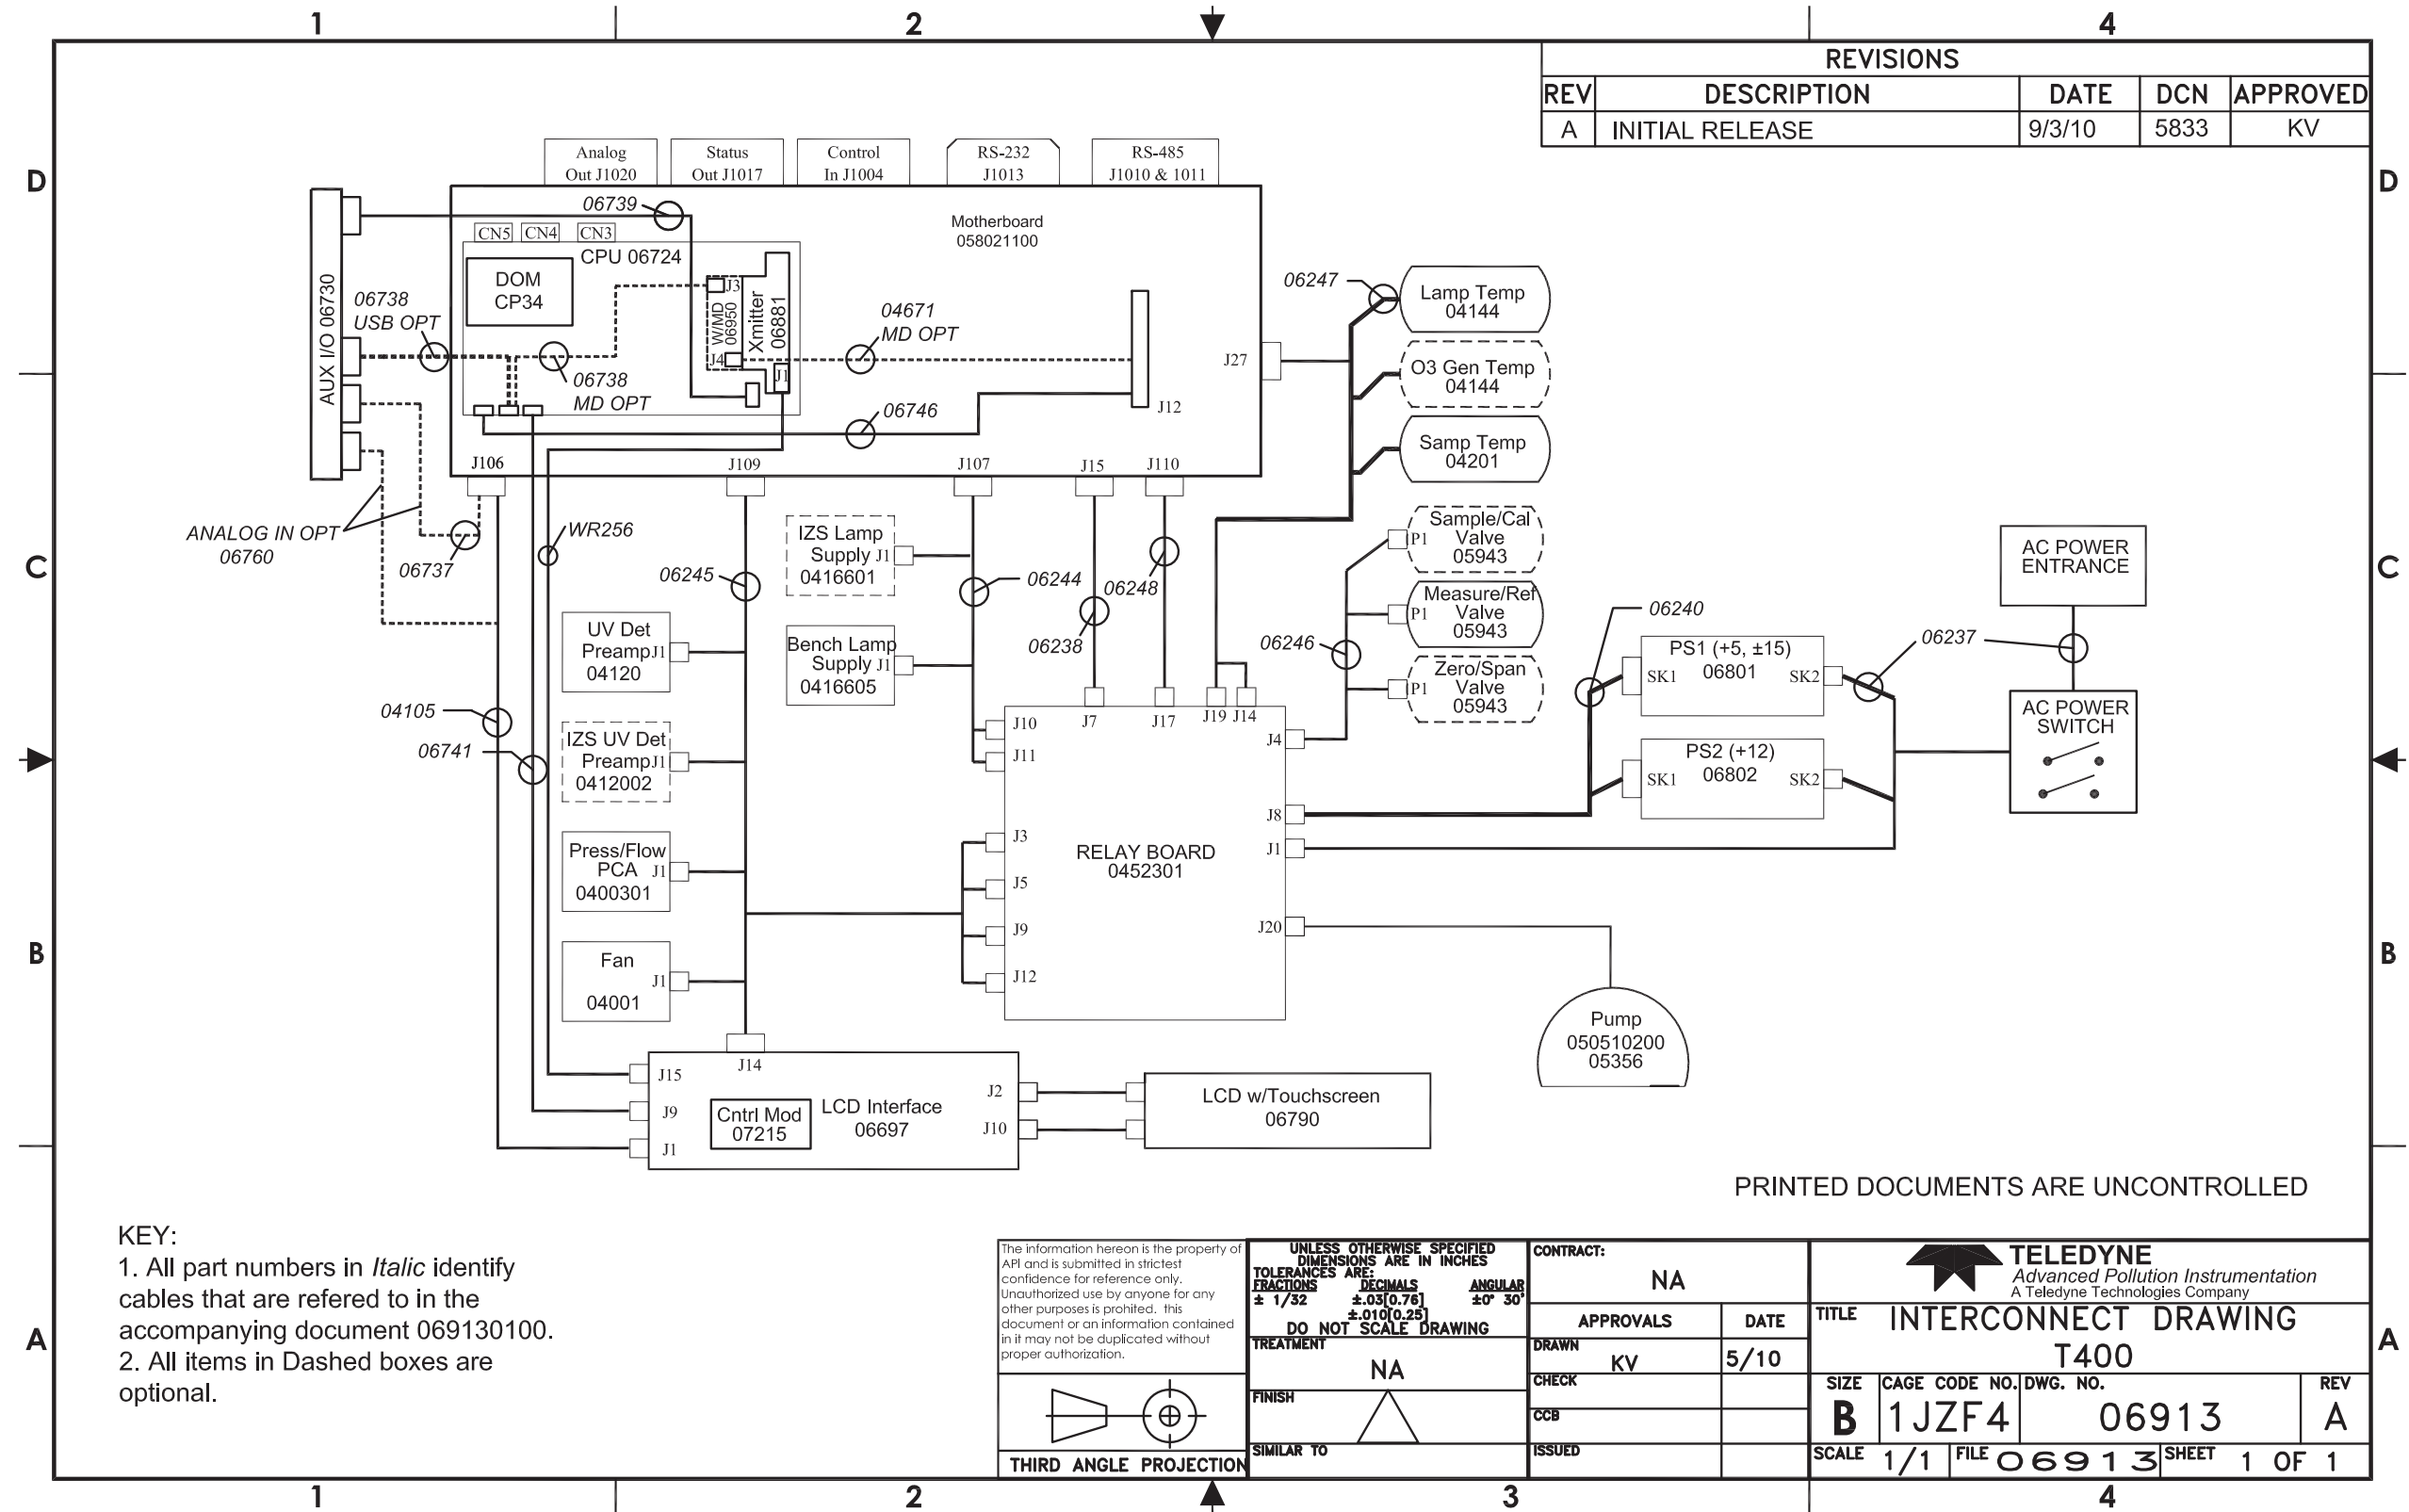 1
2
4
REVISIONS
REV DESCRIPTION DATE DCN APPROVED
A INITIAL RELEASE 9/3/10 5833 KV
D
D
Analog
Out J1020
Status
Out J1017
Control
In J1004
RS-232
J1013
RS-485
J1010 & 1011
06739
Motherboard
058021100
CN5
CN4
CN3
CPU 06724
DOM
CP34
AUX I/O 06730
06738
USB OPT
06738
MD OPT
J3
W/MD
06950
J4
Xmitter
06881
J1
04671
MD OPT
06746
J12
J27
J106
J109
J107
J15
J110
06247
Lamp Temp
04144
O3 Gen Temp
04144
Samp Temp
04201
C
C
ANALOG IN OPT
06760
06737
WR256
06245
IZS Lamp
Supply J1
0416601
06244
06248
06238
Bench Lamp
Supply J1
0416605
P1
Sample/Cal
Valve
05943
P1
Measure/Ref
Valve
05943
P1
Zero/Span
Valve
05943
06246
06240
PS1 (+5, ±15)
SK1 06801 SK2
PS2 (+12)
06802
SK1 SK2
06237
AC POWER
ENTRANCE
AC POWER
SWITCH
UV Det
Preamp J1
04120
04105
06741
IZS UV Det
Preamp J1
0412002
Press/Flow
PCA J1
0400301
Fan
J1
04001
J10
J11
J7
J17
J19
J14
J4
J3
J5
J9
J12
J8
J1
J20
RELAY BOARD
0452301
B
B
Pump
050510200
05356
J14
J15
J9
J1
Cntrl Mod
07215
LCD Interface
06697
J2
J10
LCD w/Touchscreen
06790
PRINTED DOCUMENTS ARE UNCONTROLLED
KEY:
1. All part numbers in Italic identify
cables that are refered to in the
accompanying document 069130100.
2. All items in Dashed boxes are
optional.
A
A
The information hereon is the property of
API and is submitted in strictest
confidence for reference only.
Unauthorized use by anyone for any
other purposes is prohited. this
document or an information contained
in it may not be duplicated without
proper authorization.
THIRD ANGLE PROJECTION
UNLESS OTHERWISE SPECIFIED
DIMENSIONS ARE IN INCHES
TOLERANCES ARE:
FRACTIONS DECIMALS ANGULAR
± 1/32 ±.03[0.76] ±0° 30'
±.010[0.25]
DO NOT SCALE DRAWING
TREATMENT
NA
FINISH
SIMILAR TO
CONTRACT:
NA
APPROVALS DATE
DRAWN
KV 5/10
CHECK
CCB
ISSUED
TELEDYNE
Advanced Pollution Instrumentation
A Teledyne Technologies Company
TITLE INTERCONNECT DRAWING
T400
SIZE CAGE CODE NO. DWG. NO. REV
B 1JZF4 06913 A
SCALE 1/1 FILE 06913 SHEET 1 OF 1
1
2
3
4